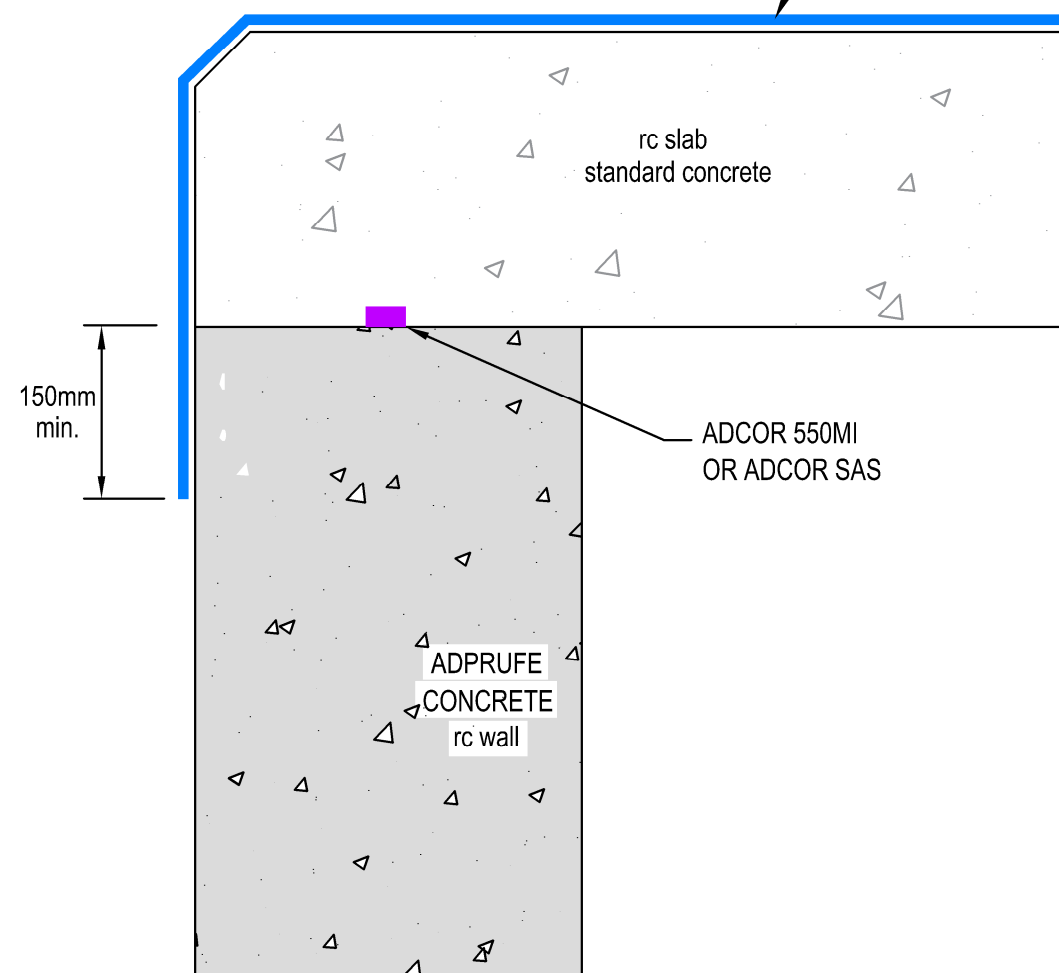 rc slab
standard concrete
150mm
min.
ADCOR 550MI
OR ADCOR SAS
ADPRUFE
CONCRETE
rc wall